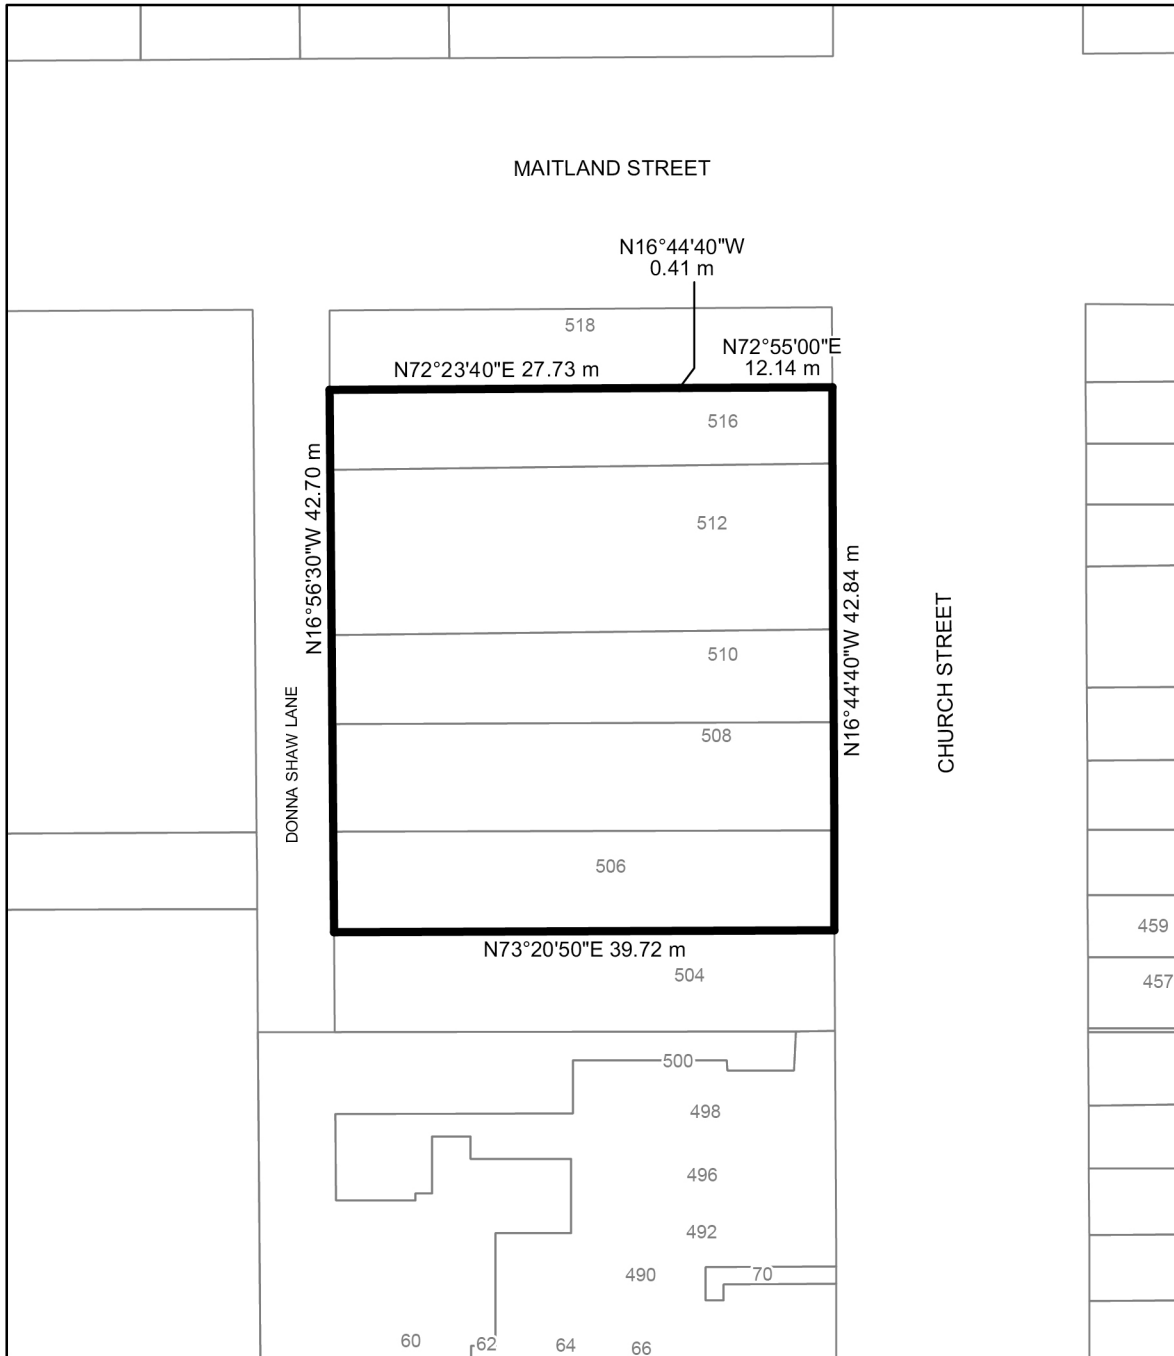 MAITLAND STREET
N16°44'40"W
0.41 m
518
N72°55'00"E
12.14 m
N72°23'40"E 27.73 m
516
N16°56'30"W 42.70 m
512
N16°44'40"W 42.84 m
CHURCH STREET
510
DONNA SHAW LANE
508
506
459
N73°20'50"E 39.72 m
504
457
500
498
496
492
490
70
60
62
64
66